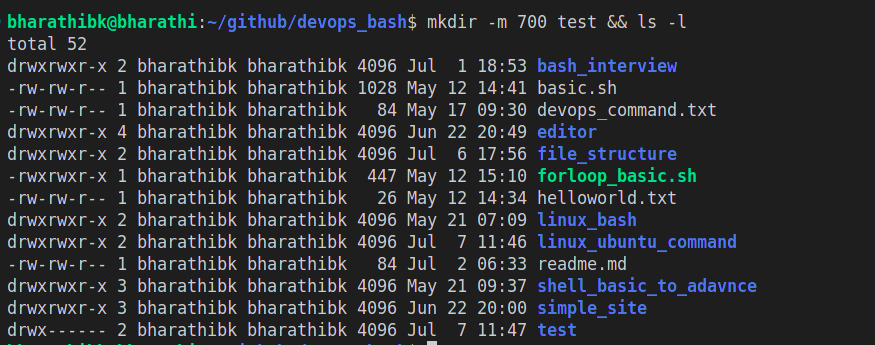 bharathibk@bharathi:~/github/devops_bash$ mkdir -m 700 test && ls -l
total 52
drwxrwxr-x 2 bharathibk bharathibk 4096 Jul  1 18:53 bash_interview
-rw-rw-r-- 1 bharathibk bharathibk 1028 May 12 14:41 basic.sh
-rw-rw-r-- 1 bharathibk bharathibk   84 May 17 09:30 devops_command.txt
drwxrwxr-x 4 bharathibk bharathibk 4096 Jun 22 20:49 editor
drwxrwxr-x 2 bharathibk bharathibk 4096 Jul  6 17:56 file_structure
-rwxrwxr-x 1 bharathibk bharathibk  447 May 12 15:10 forloop_basic.sh
-rw-rw-r-- 1 bharathibk bharathibk   26 May 12 14:34 helloworld.txt
drwxrwxr-x 2 bharathibk bharathibk 4096 May 21 07:09 linux_bash
drwxrwxr-x 2 bharathibk bharathibk 4096 Jul  7 11:46 linux_ubuntu_command
-rw-rw-r-- 1 bharathibk bharathibk   84 Jul  2 06:33 readme.md
drwxrwxr-x 3 bharathibk bharathibk 4096 May 21 09:37 shell_basic_to_adavnce
drwxrwxr-x 3 bharathibk bharathibk 4096 Jun 22 20:00 simple_site
drwx------ 2 bharathibk bharathibk 4096 Jul  7 11:47 test